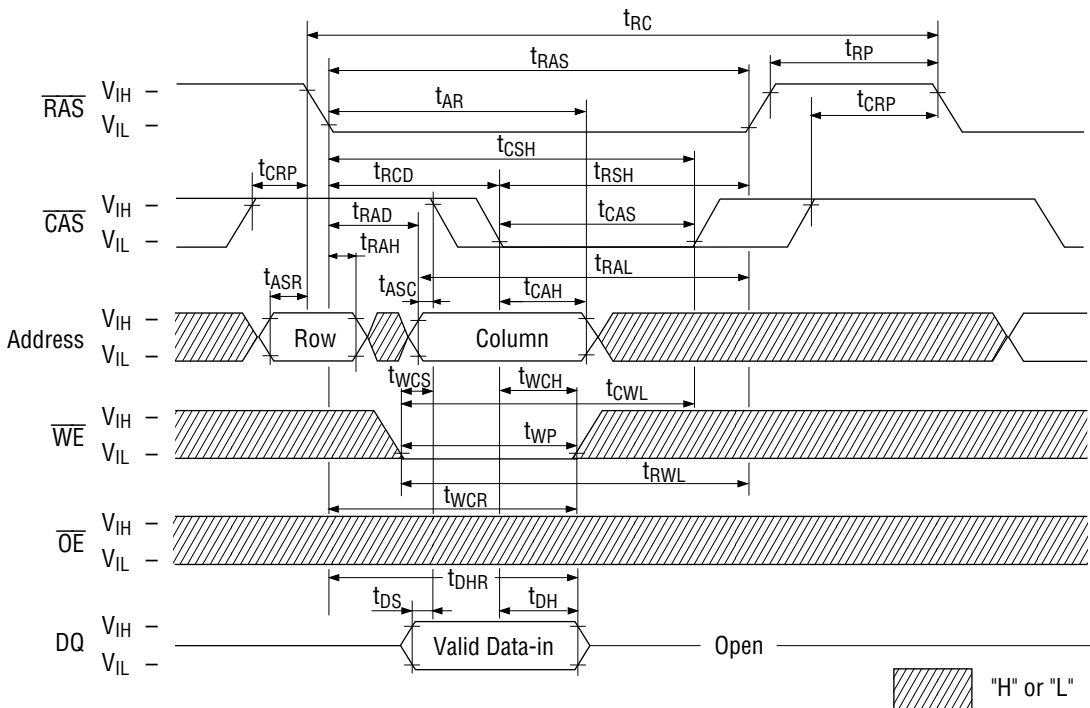 tRC
tRAS
tRP
RAS
VIH
VIL
tAR
tCRP
tCSH
tCRP
tRCD
tRSH
CAS
VIH
VIL
tRAD
tCAS
tRAH
tRAL
tASR
tASC
tCAH
Address
VIH
VIL
Row
Column
tWCS
tWCH
tCWL
WE
VIH
VIL
tWP
tRWL
tWCR
OE
VIH
VIL
tDHR
tDS
tDH
DQ
VIH
VIL
Valid Data-in
Open
"H" or "L"